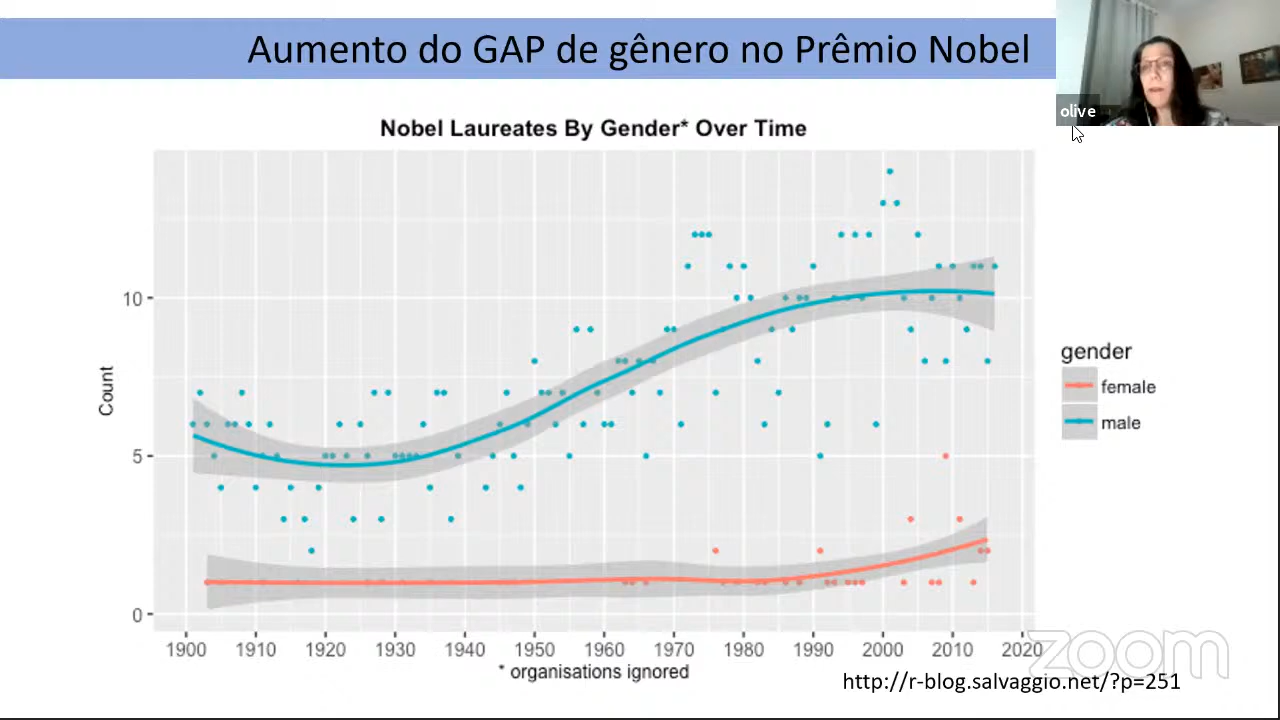 Aumento do GAP de gênero no Prêmio Nobel
olive
Nobel Laureates By Gender* Over Time
10
5
0
Count
1900 1910 1920 1930 1940 1950 1960 1970 1980 1990 2000 2010 2020
* organisations ignored
gender
female
male
zoom
http://r-blog.salvaggio.net/?p=251